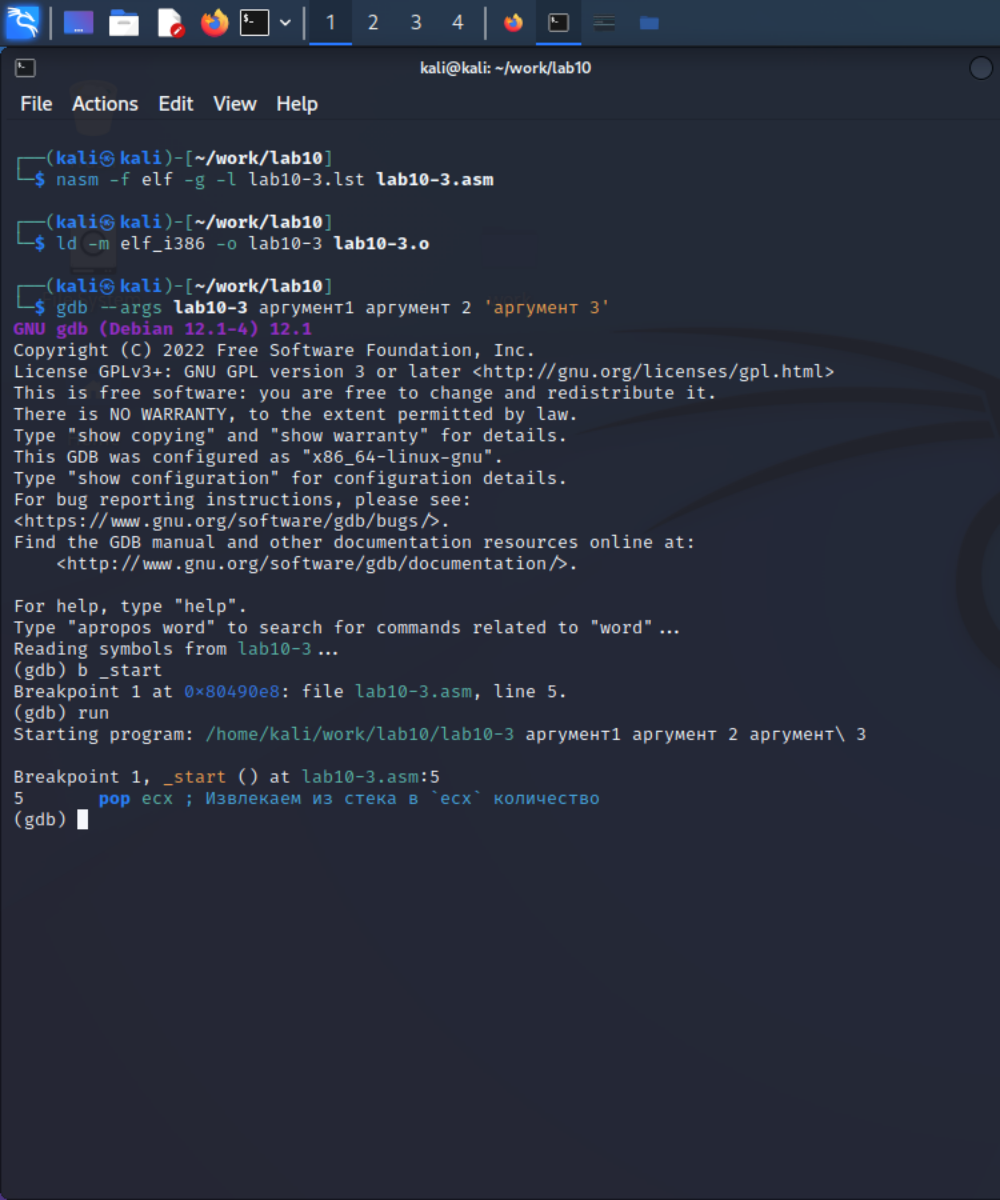 1 2 3 4
kali@kali: ~/work/lab10
File Actions Edit View Help
┌──(kali㉿kali)-[~/work/lab10]
└─$ nasm -f elf -g -l lab10-3.lst lab10-3.asm
┌──(kali㉿kali)-[~/work/lab10]
└─$ ld -m elf_i386 -o lab10-3 lab10-3.o
┌──(kali㉿kali)-[~/work/lab10]
└─$ gdb --args lab10-3 аргумент1 аргумент 2 'аргумент 3'
GNU gdb (Debian 12.1-4) 12.1
Copyright (C) 2022 Free Software Foundation, Inc.
License GPLv3+: GNU GPL version 3 or later <http://gnu.org/licenses/gpl.html>
This is free software: you are free to change and redistribute it.
There is NO WARRANTY, to the extent permitted by law.
Type "show copying" and "show warranty" for details.
This GDB was configured as "x86_64-linux-gnu".
Type "show configuration" for configuration details.
For bug reporting instructions, please see:
<https://www.gnu.org/software/gdb/bugs/>.
Find the GDB manual and other documentation resources online at:
<http://www.gnu.org/software/gdb/documentation/>.
For help, type "help".
Type "apropos word" to search for commands related to "word"...
Reading symbols from lab10-3...
(gdb) b _start
Breakpoint 1 at 0×80490e8: file lab10-3.asm, line 5.
(gdb) run
Starting program: /home/kali/work/lab10/lab10-3 аргумент1 аргумент 2 аргумент\ 3
Breakpoint 1, _start () at lab10-3.asm:5
5 pop ecx ; Извлекаем из стека в `ecx` количество
(gdb)